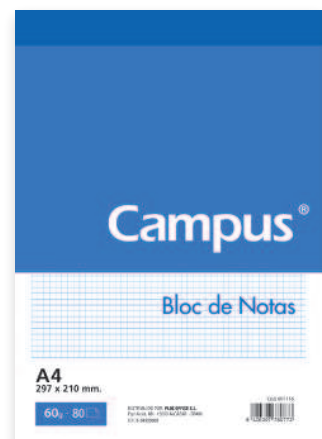 Campus®
Bloc de Notas
A4
297 x 210 mm.
60g · 80